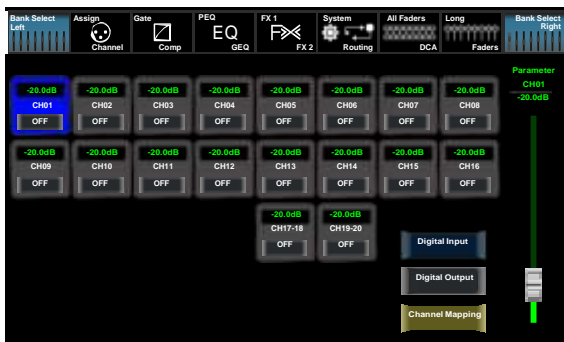 Bank Select
Left
Assign
Channel
Gate
Comp
PEQ
EQ
GEQ
FX 1
FX 2
System
Routing
All Faders
DCA
Long
Faders
Bank Select
Right
Parameter
CH01
-20.0dB
-20.0dB -20.0dB -20.0dB -20.0dB -20.0dB -20.0dB -20.0dB -20.0dB
CH01 CH02 CH03 CH04 CH05 CH06 CH07 CH08
OFF OFF OFF OFF OFF OFF OFF OFF
-20.0dB -20.0dB -20.0dB -20.0dB -20.0dB -20.0dB -20.0dB -20.0dB
CH09 CH10 CH11 CH12 CH13 CH14 CH15 CH16
OFF OFF OFF OFF OFF OFF OFF OFF
-20.0dB -20.0dB
CH17-18 CH19-20
OFF OFF
Digital Input
Digital Output
Channel Mapping